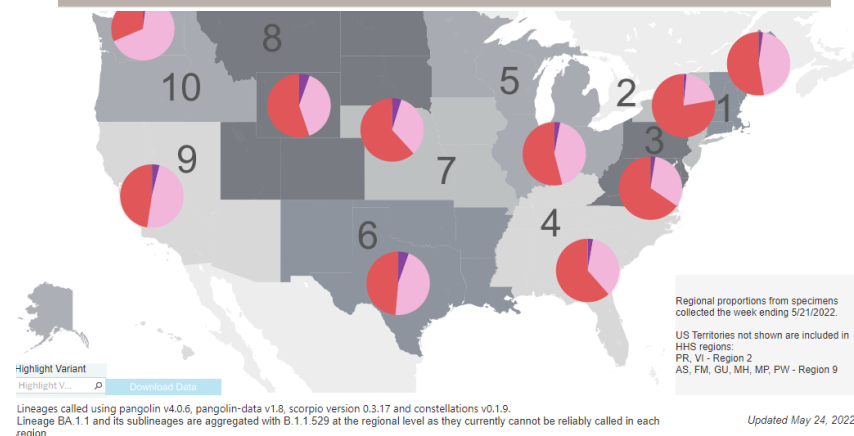 8
10
5
2
1
3
9
7
4
6
Regional proportions from specimens
collected the week ending 5/21/2022.
US Territories not shown are included in
HHS regions:
PR, VI - Region 2
AS, FM, GU, MH, MP, PW - Region 9
Highlight Variant
Highlight V...
Download Data
Lineages called using pangolin v4.0.6, pangolin-data v1.8, scorpio version 0.3.17 and constellations v0.1.9.
Lineage BA.1.1 and its sublineages are aggregated with B.1.1.529 at the regional level as they currently cannot be reliably called in each
region
Updated May 24, 2022